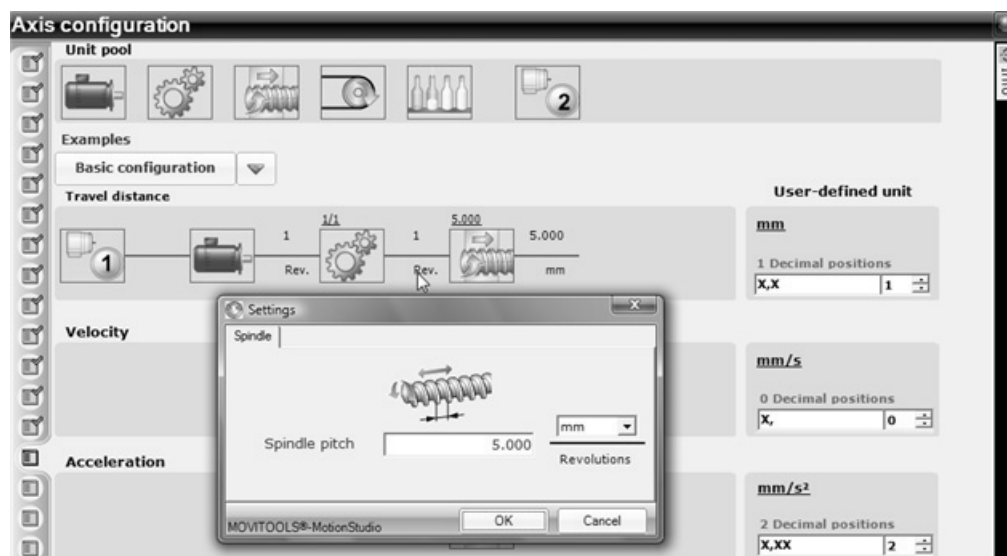 Axis configuration
Unit pool
2
Examples
Basic configuration
Travel distance
User-defined unit
1
1
Rev.
1/1
1
Rev.
5.000
5.000
mm
mm
1 Decimal positions
X,X 1
Settings
Spindle
Spindle pitch 5.000
mm
Revolutions
MOVITOOLS®-MotionStudio
OK Cancel
Velocity
mm/s
0 Decimal positions
X, 0
Acceleration
mm/s²
2 Decimal positions
X,XX 2